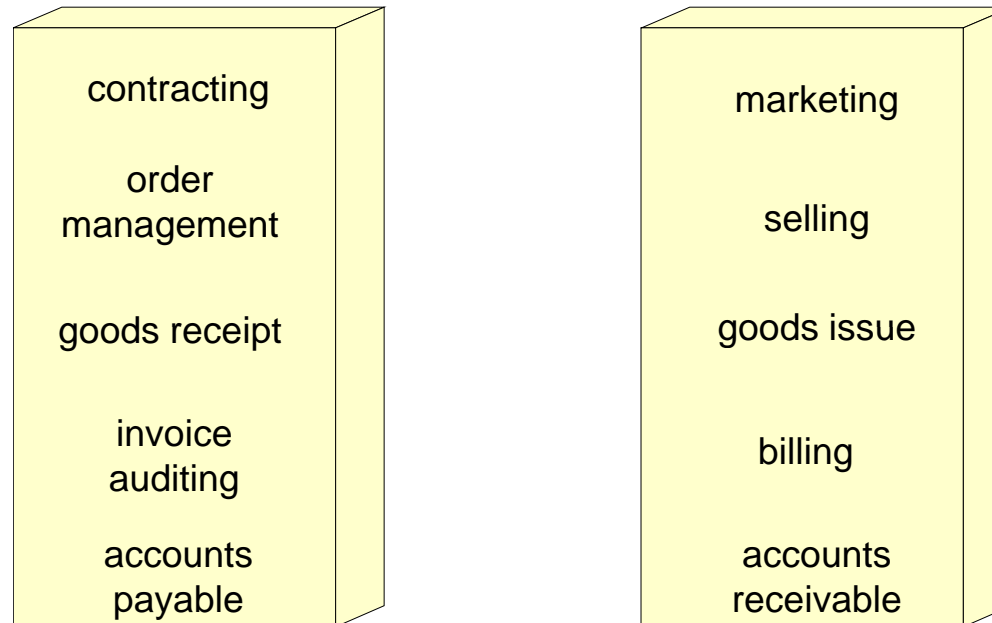 contracting
order
management
goods receipt
invoice
auditing
accounts
payable
marketing
selling
goods issue
billing
accounts
receivable